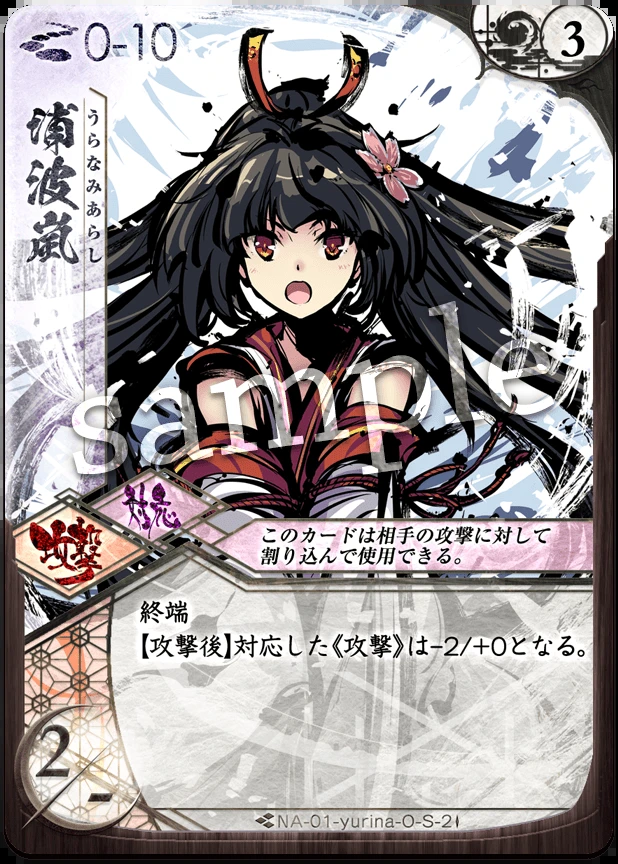 0-10
3
浦波嵐
うらなみあらし
sample
対応
攻撃
このカードは相手の攻撃に対して
割り込んで使用できる。
終端
【攻撃後】対応した《攻撃》は-2/+0となる。
2/-
NA-01-yurina-O-S-2